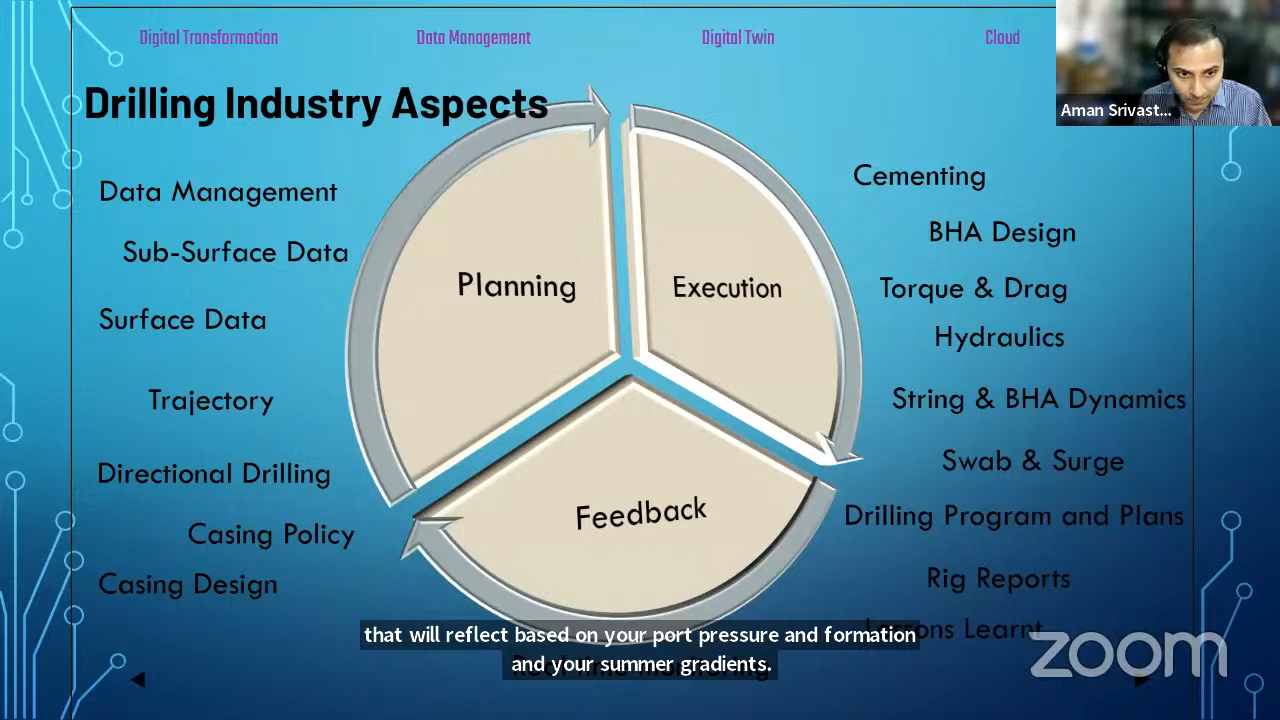 Digital Transformation
Data Management
Digital Twin
Cloud
Aman Srivast...
Drilling Industry Aspects
Data Management
Sub-Surface Data
Surface Data
Trajectory
Directional Drilling
Casing Policy
Casing Design
Planning
Execution
Feedback
Cementing
BHA Design
Torque & Drag
Hydraulics
String & BHA Dynamics
Swab & Surge
Drilling Program and Plans
Rig Reports
Lessons Learnt
that will reflect based on your port pressure and formation
and your summer gradients.
zoom